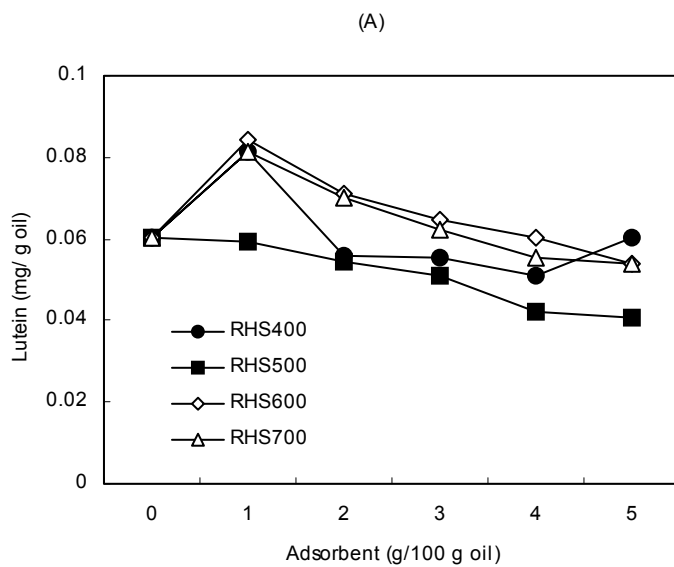 (A)
0.1
0.08
0.06
0.04
0.02
0
Lutein (mg/ g oil)
RHS400
RHS500
RHS600
RHS700
0 1 2 3 4 5
Adsorbent (g/100 g oil)